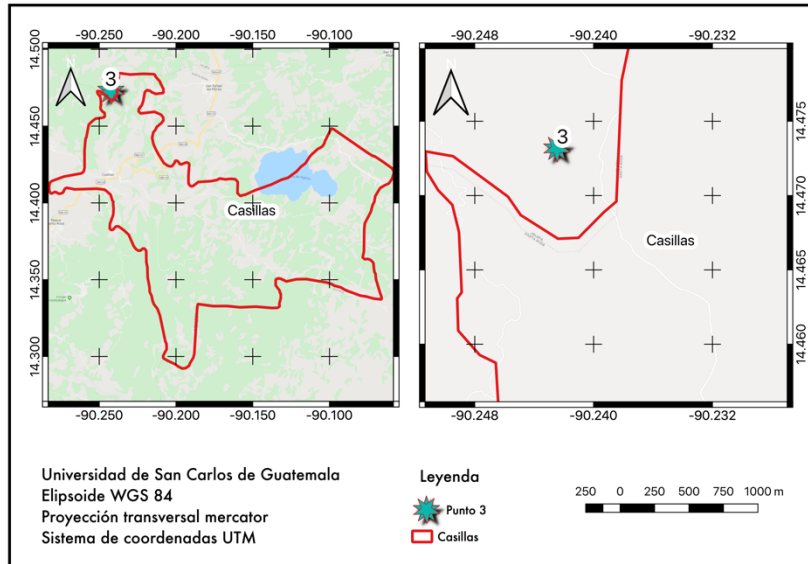 -90.250 -90.200 -90.150 -90.100
-90.248 -90.240 -90.232
14.500
14.450
14.400
14.350
14.300
N
3
Casillas
Casillas
-90.250 -90.200 -90.150 -90.100
N
3
Casillas
14.475
14.470
14.465
14.460
-90.248 -90.240 -90.232
Universidad de San Carlos de Guatemala
Elipsoide WGS 84
Proyección transversal mercator
Sistema de coordenadas UTM
Leyenda
Punto 3
Casillas
250 0 250 500 750 1000 m